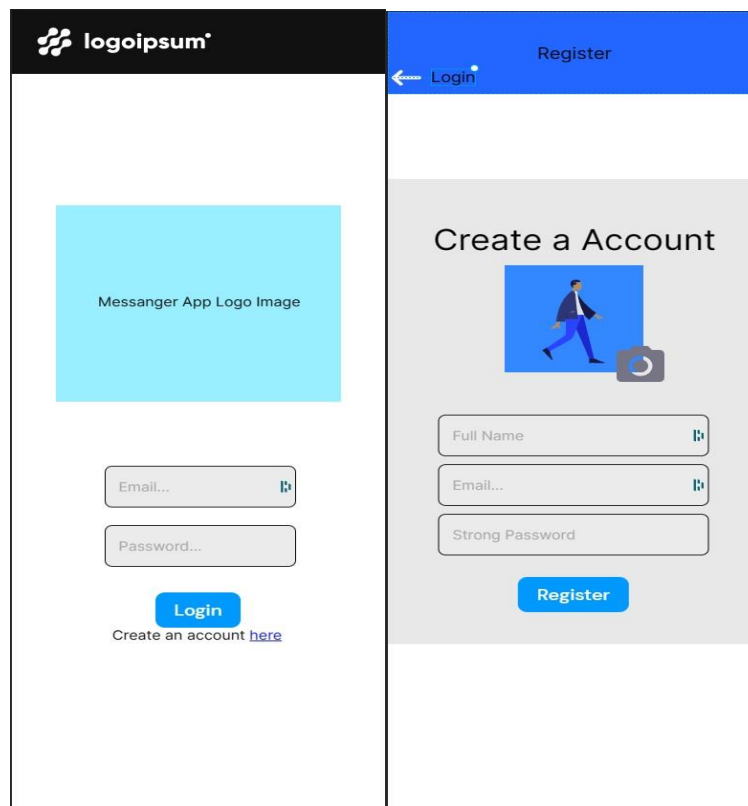 logoipsum
Messanger App Logo Image
Email...
Password...
Login
Create an account here
Register
Login
Create a Account
Full Name
Email...
Strong Password
Register